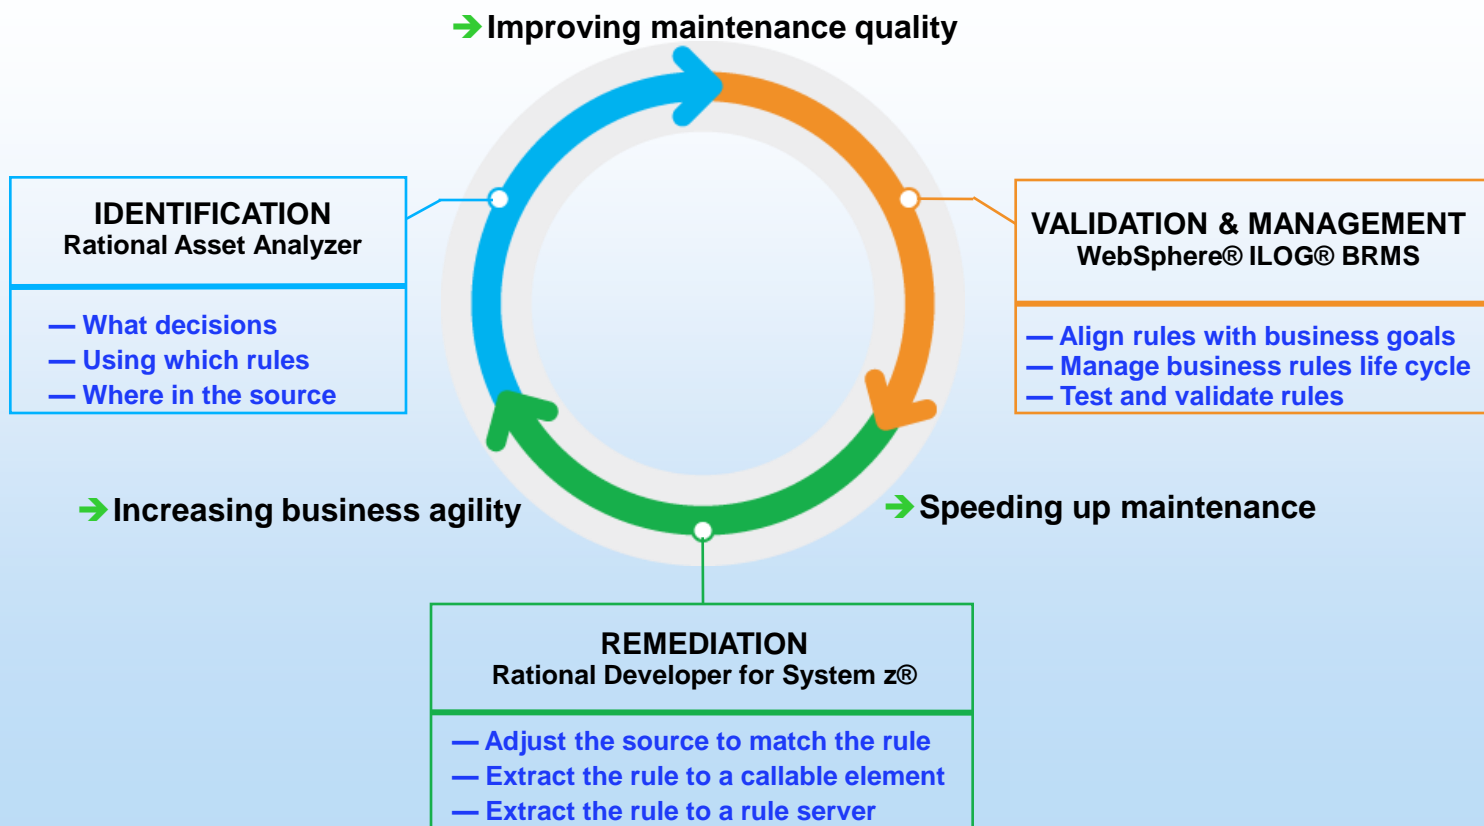 ➔ Improving maintenance quality
IDENTIFICATION
Rational Asset Analyzer
— What decisions
— Using which rules
— Where in the source
VALIDATION & MANAGEMENT
WebSphere® ILOG® BRMS
— Align rules with business goals
— Manage business rules life cycle
— Test and validate rules
➔ Increasing business agility
➔ Speeding up maintenance
REMEDIATION
Rational Developer for System z®
— Adjust the source to match the rule
— Extract the rule to a callable element
— Extract the rule to a rule server